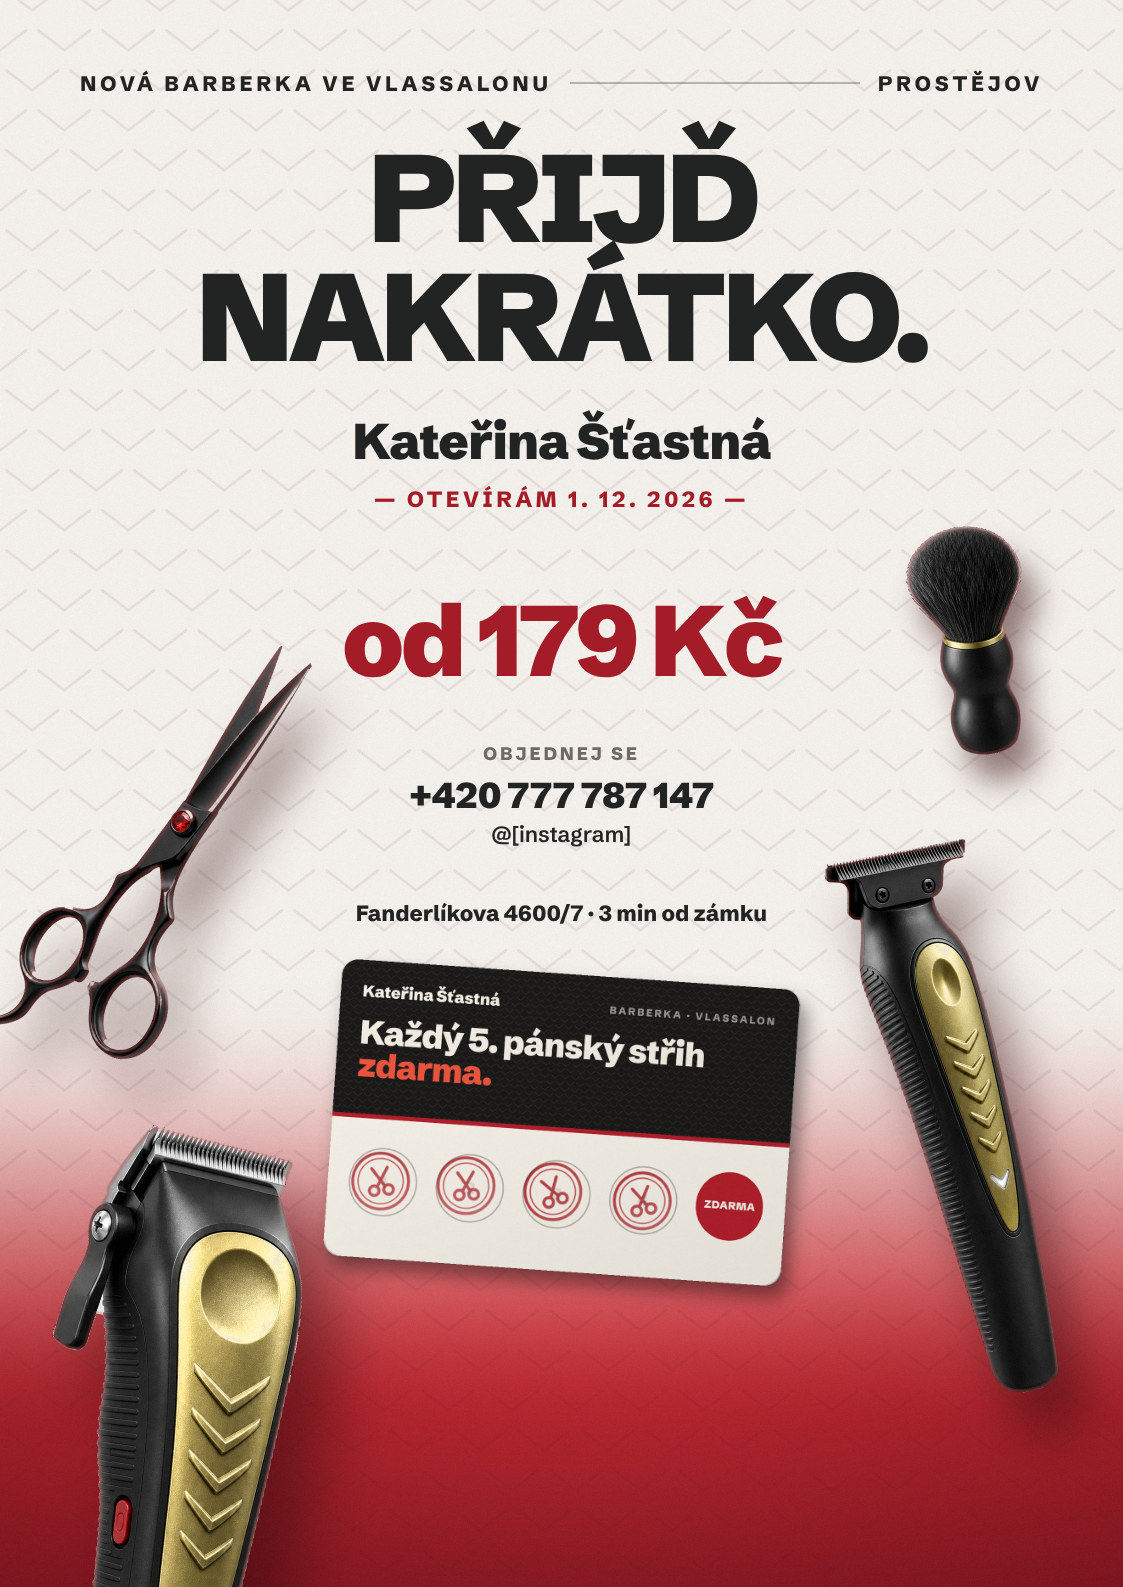 NOVÁ BARBERKA VE VLASSALONU
PROSTĚJOV
PŘIJĎ
NAKRÁTKO.
Kateřina Šťastná
— OTEVÍRÁM 1. 12. 2026 —
od 179 Kč
OBJEDNEJ SE
+420 777 787 147
@[instagram]
Fanderlíkova 4600/7 · 3 min od zámku
Kateřina Šťastná
BARBERKA · VLASSALON
Každý 5. pánský střih
zdarma.
ZDARMA